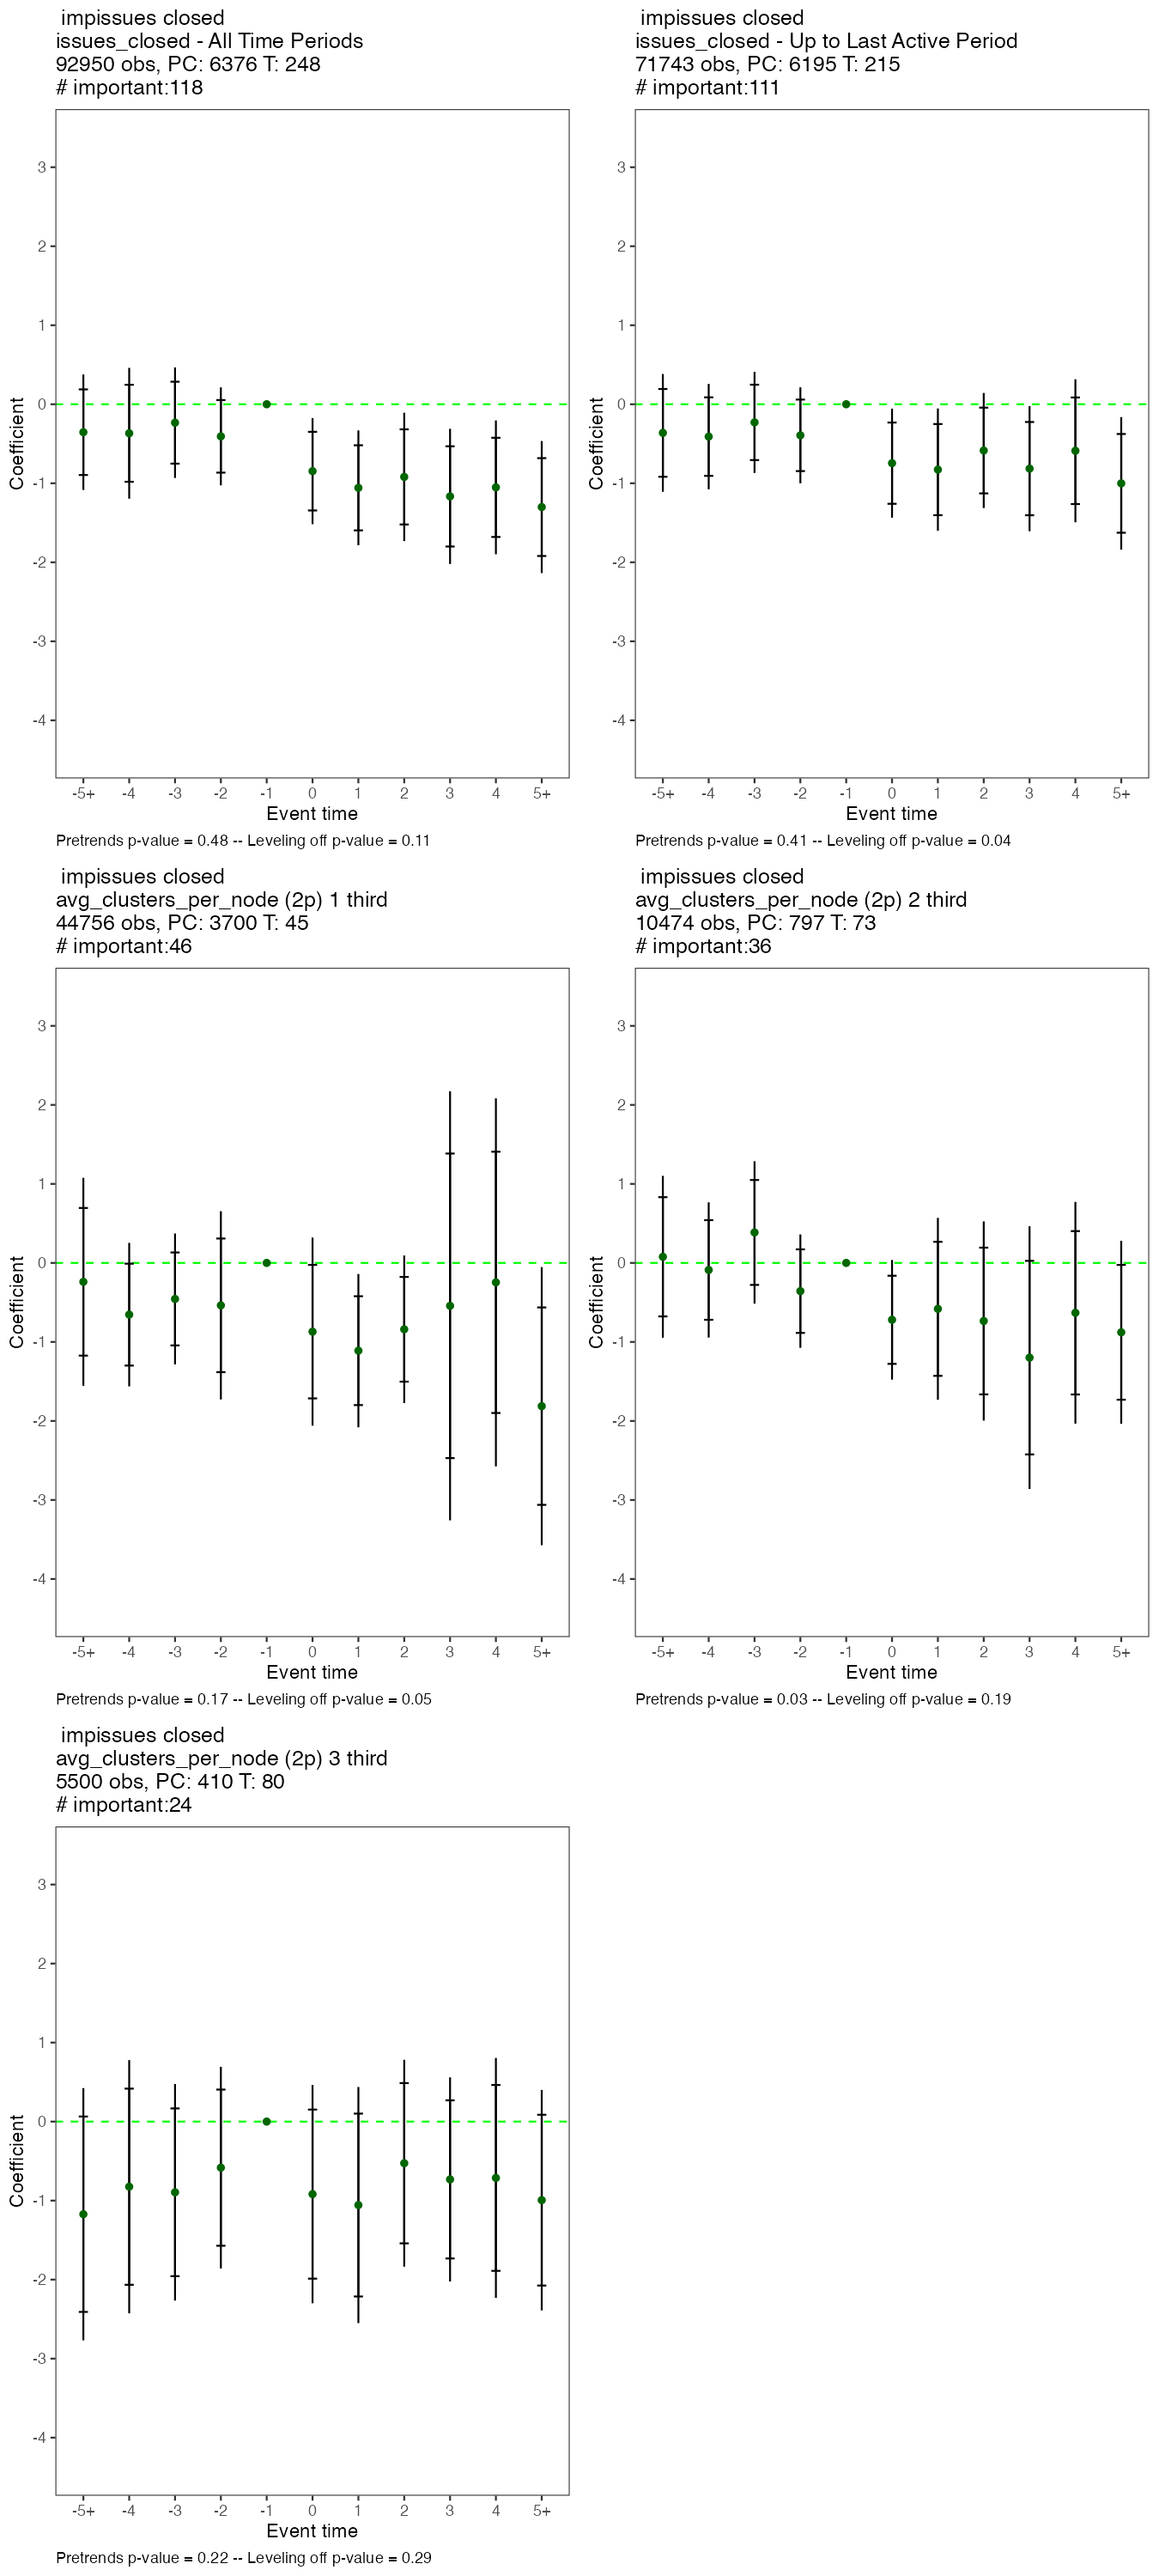 impissues closed
issues_closed - All Time Periods
92950 obs, PC: 6376 T: 248
# important:118
3
2
1
0
-1
-2
-3
-4
Coefficient
-5+ -4 -3 -2 -1 0 1 2 3 4 5+
Event time
Pretrends p-value = 0.48 -- Leveling off p-value = 0.11
impissues closed
issues_closed - Up to Last Active Period
71743 obs, PC: 6195 T: 215
# important:111
3
2
1
0
-1
-2
-3
-4
Coefficient
-5+ -4 -3 -2 -1 0 1 2 3 4 5+
Event time
Pretrends p-value = 0.41 -- Leveling off p-value = 0.04
impissues closed
avg_clusters_per_node (2p) 1 third
44756 obs, PC: 3700 T: 45
# important:46
3
2
1
0
-1
-2
-3
-4
Coefficient
-5+ -4 -3 -2 -1 0 1 2 3 4 5+
Event time
Pretrends p-value = 0.17 -- Leveling off p-value = 0.05
impissues closed
avg_clusters_per_node (2p) 2 third
10474 obs, PC: 797 T: 73
# important:36
3
2
1
0
-1
-2
-3
-4
Coefficient
-5+ -4 -3 -2 -1 0 1 2 3 4 5+
Event time
Pretrends p-value = 0.03 -- Leveling off p-value = 0.19
impissues closed
avg_clusters_per_node (2p) 3 third
5500 obs, PC: 410 T: 80
# important:24
3
2
1
0
-1
-2
-3
-4
Coefficient
-5+ -4 -3 -2 -1 0 1 2 3 4 5+
Event time
Pretrends p-value = 0.22 -- Leveling off p-value = 0.29